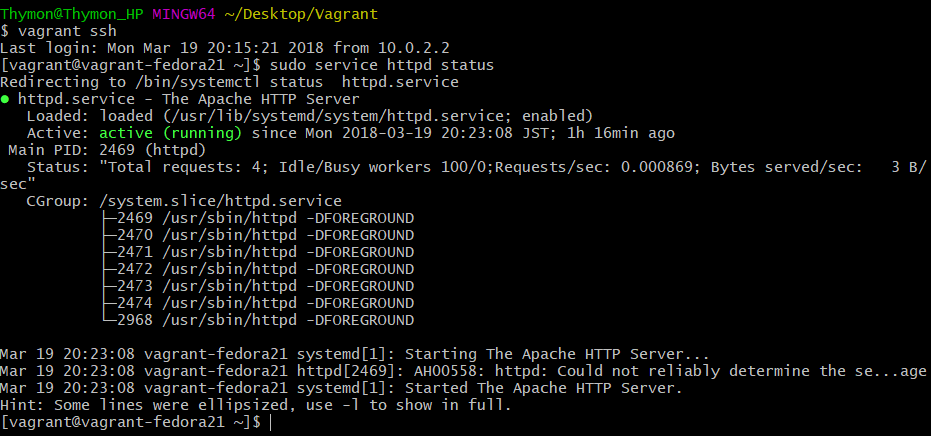 Thymon@Thymon_HP MINGW64 ~/Desktop/Vagrant
$ vagrant ssh
Last login: Mon Mar 19 20:15:21 2018 from 10.0.2.2
[vagrant@vagrant-fedora21 ~]$ sudo service httpd status
Redirecting to /bin/systemctl status  httpd.service
● httpd.service - The Apache HTTP Server
   Loaded: loaded (/usr/lib/systemd/system/httpd.service; enabled)
   Active: active (running) since Mon 2018-03-19 20:23:08 JST; 1h 16min ago
 Main PID: 2469 (httpd)
   Status: "Total requests: 4; Idle/Busy workers 100/0;Requests/sec: 0.000869; Bytes served/sec:   3 B/
sec"
   CGroup: /system.slice/httpd.service
           ├─2469 /usr/sbin/httpd -DFOREGROUND
           ├─2470 /usr/sbin/httpd -DFOREGROUND
           ├─2471 /usr/sbin/httpd -DFOREGROUND
           ├─2472 /usr/sbin/httpd -DFOREGROUND
           ├─2473 /usr/sbin/httpd -DFOREGROUND
           ├─2474 /usr/sbin/httpd -DFOREGROUND
           └─2968 /usr/sbin/httpd -DFOREGROUND
Mar 19 20:23:08 vagrant-fedora21 systemd[1]: Starting The Apache HTTP Server...
Mar 19 20:23:08 vagrant-fedora21 httpd[2469]: AH00558: httpd: Could not reliably determine the se...age
Mar 19 20:23:08 vagrant-fedora21 systemd[1]: Started The Apache HTTP Server.
Hint: Some lines were ellipsized, use -l to show in full.
[vagrant@vagrant-fedora21 ~]$